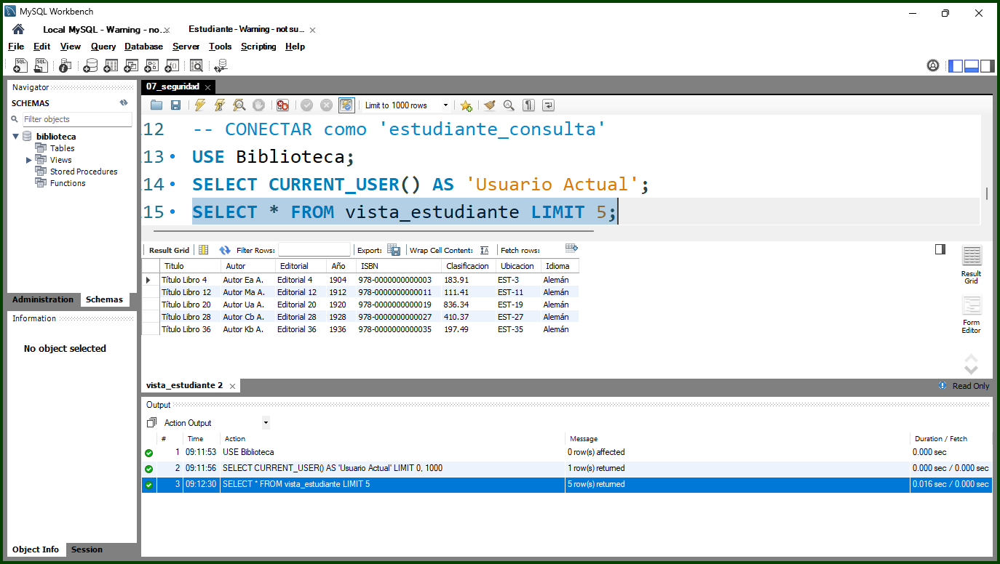 MySQL Workbench
Local MySQL - Warning - no...
Estudiante - Warning - not su...
File Edit View Query Database Server Tools Scripting Help
Navigator
SCHEMAS
Filter objects
biblioteca
Tables
Views
Stored Procedures
Functions
Administration Schemas
Information
No object selected
Object Info Session
07_seguridad
Limit to 1000 rows
12 -- CONECTAR como 'estudiante_consulta'
13 USE Biblioteca;
14 SELECT CURRENT_USER() AS 'Usuario Actual';
15 SELECT * FROM vista_estudiante LIMIT 5;
Result Grid Filter Rows: Export: Wrap Cell Content: Fetch rows:
Titulo Autor Editorial Año ISBN Clasificacion Ubicacion Idioma
Título Libro 4 Autor Ea A. Editorial 4 1904 978-0000000000003 183.91 EST-3 Alemán
Título Libro 12 Autor Ma A. Editorial 12 1912 978-0000000000011 111.41 EST-11 Alemán
Título Libro 20 Autor Ua A. Editorial 20 1920 978-0000000000019 836.34 EST-19 Alemán
Título Libro 28 Autor Cb A. Editorial 28 1928 978-0000000000027 410.37 EST-27 Alemán
Título Libro 36 Autor Kb A. Editorial 36 1936 978-0000000000035 197.49 EST-35 Alemán
Result
Grid
Form
Editor
vista_estudiante 2
Read Only
Output
Action Output
# Time Action Message Duration / Fetch
1 09:11:53 USE Biblioteca 0 row(s) affected 0.000 sec
2 09:11:56 SELECT CURRENT_USER() AS 'Usuario Actual' LIMIT 0, 1000 1 row(s) returned 0.000 sec / 0.000 sec
3 09:12:30 SELECT * FROM vista_estudiante LIMIT 5 5 row(s) returned 0.016 sec / 0.000 sec